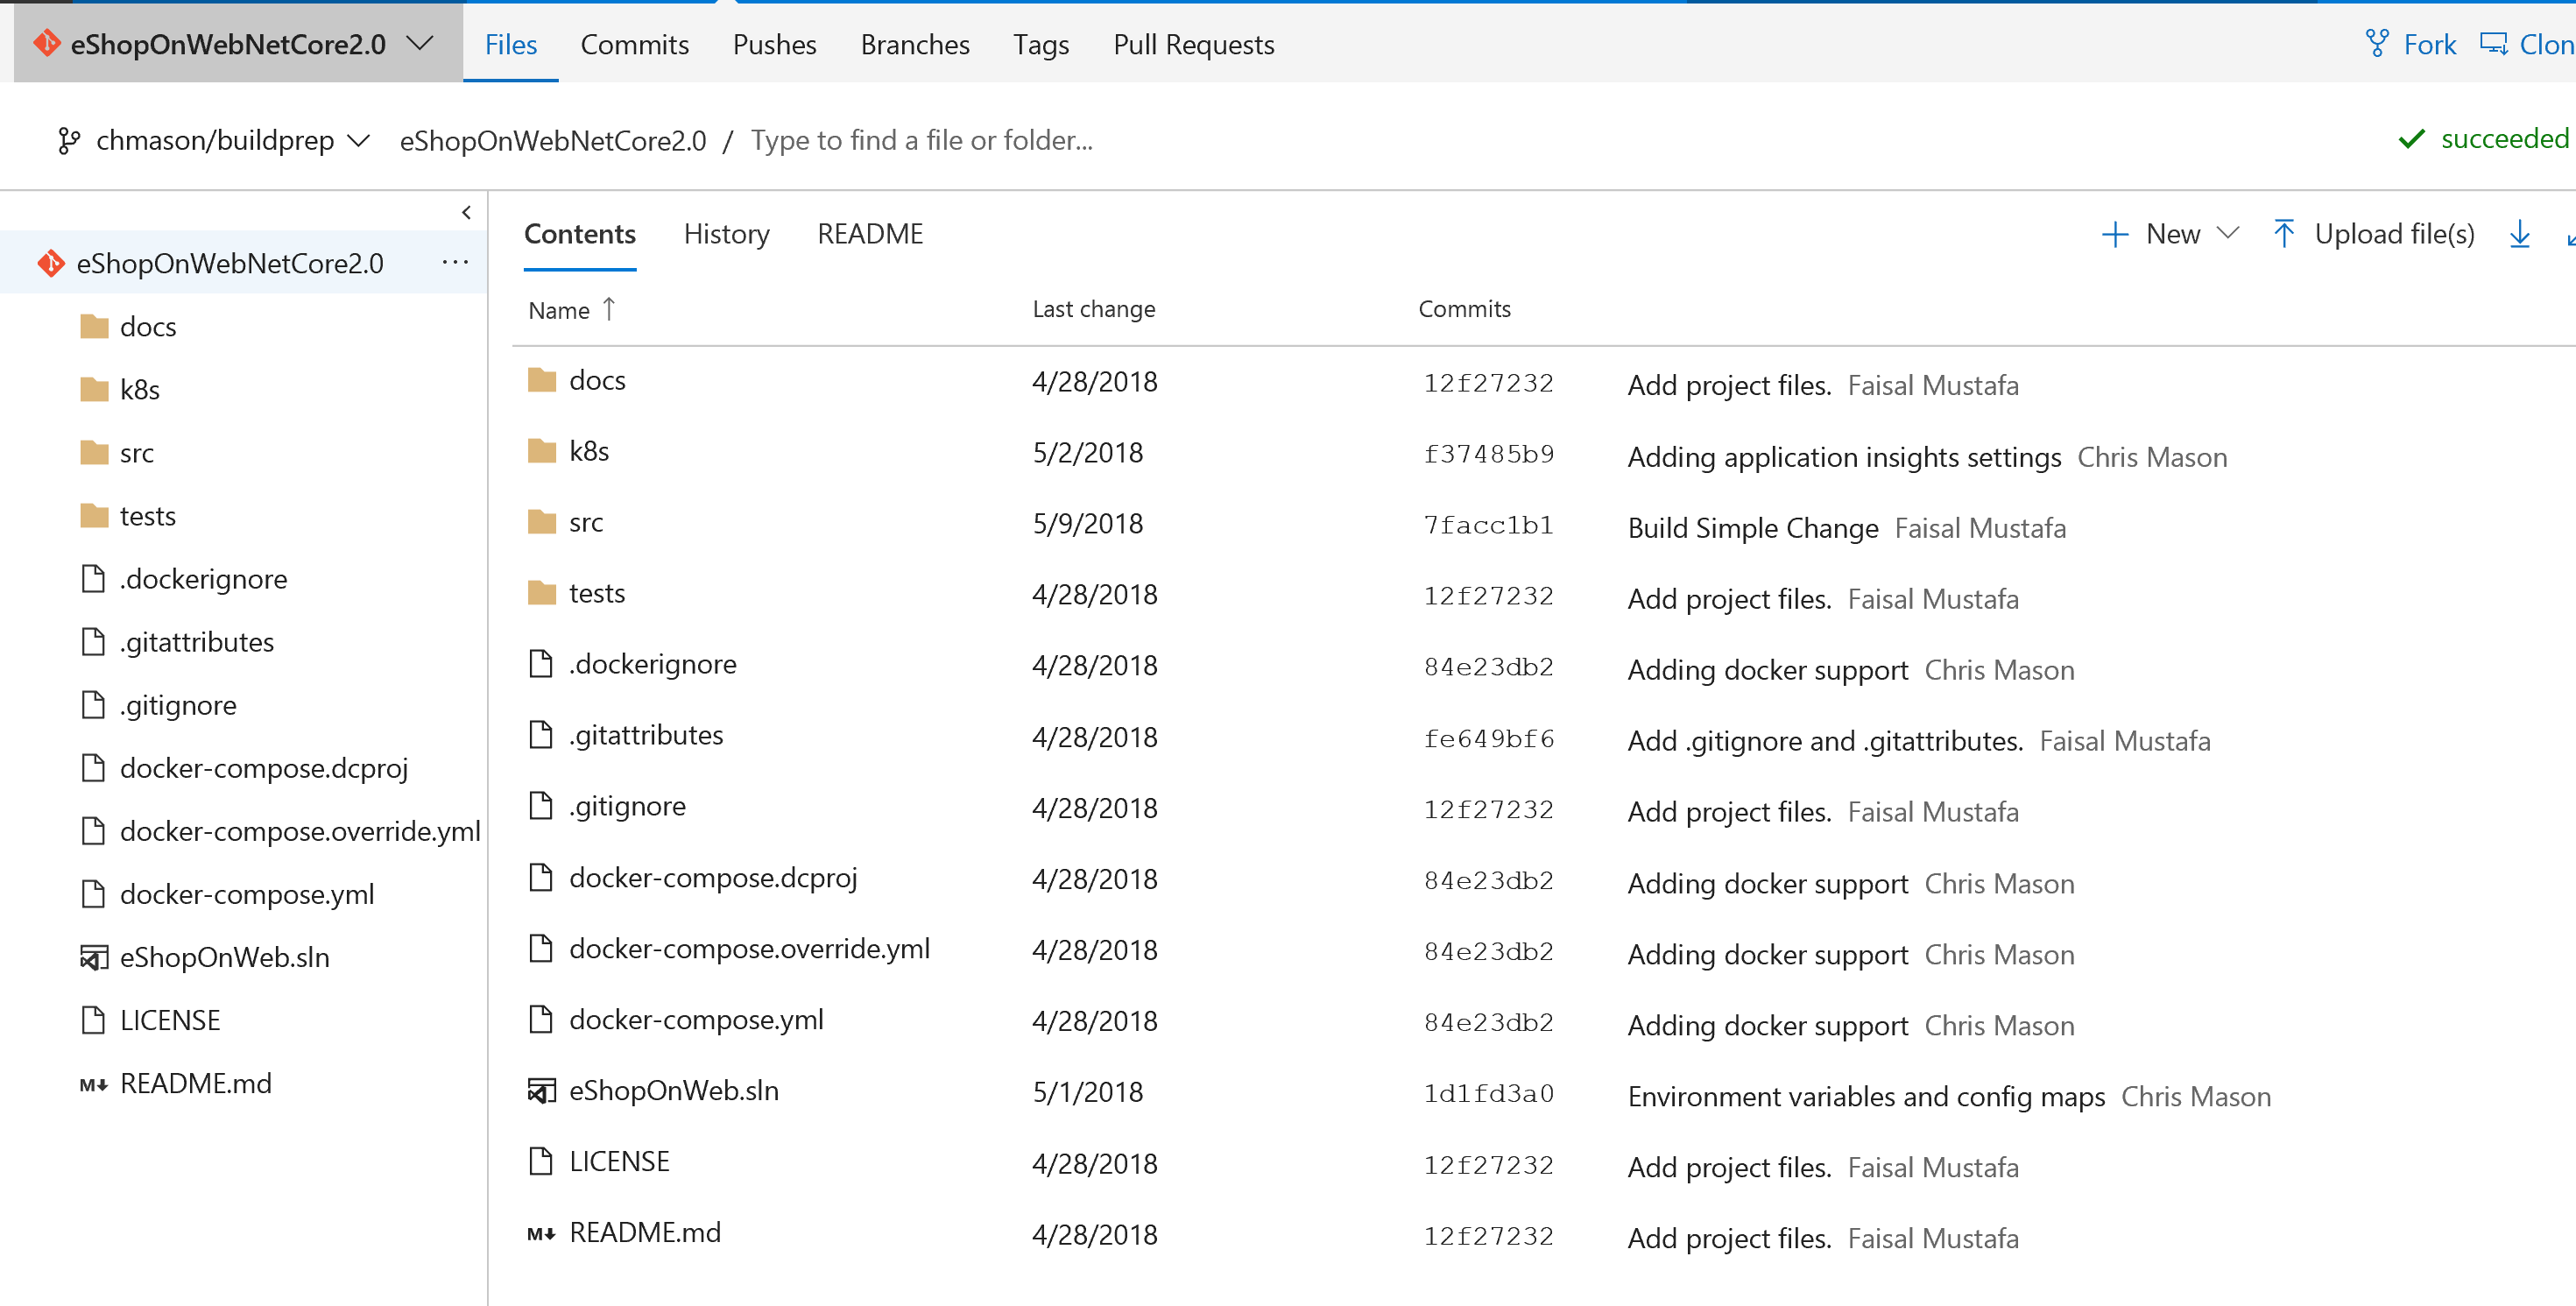 eShopOnWebNetCore2.0 Files Commits Pushes Branches Tags Pull Requests Fork Clon
chmason/buildprep eShopOnWebNetCore2.0 / Type to find a file or folder... succeeded
eShopOnWebNetCore2.0 ...
docs
k8s
src
tests
.dockerignore
.gitattributes
.gitignore
docker-compose.dcproj
docker-compose.override.yml
docker-compose.yml
eShopOnWeb.sln
LICENSE
README.md
Contents History README New Upload file(s)
Name Last change Commits
docs 4/28/2018 12f27232 Add project files. Faisal Mustafa
k8s 5/2/2018 f37485b9 Adding application insights settings Chris Mason
src 5/9/2018 7facc1b1 Build Simple Change Faisal Mustafa
tests 4/28/2018 12f27232 Add project files. Faisal Mustafa
.dockerignore 4/28/2018 84e23db2 Adding docker support Chris Mason
.gitattributes 4/28/2018 fe649bf6 Add .gitignore and .gitattributes. Faisal Mustafa
.gitignore 4/28/2018 12f27232 Add project files. Faisal Mustafa
docker-compose.dcproj 4/28/2018 84e23db2 Adding docker support Chris Mason
docker-compose.override.yml 4/28/2018 84e23db2 Adding docker support Chris Mason
docker-compose.yml 4/28/2018 84e23db2 Adding docker support Chris Mason
eShopOnWeb.sln 5/1/2018 1d1fd3a0 Environment variables and config maps Chris Mason
LICENSE 4/28/2018 12f27232 Add project files. Faisal Mustafa
README.md 4/28/2018 12f27232 Add project files. Faisal Mustafa